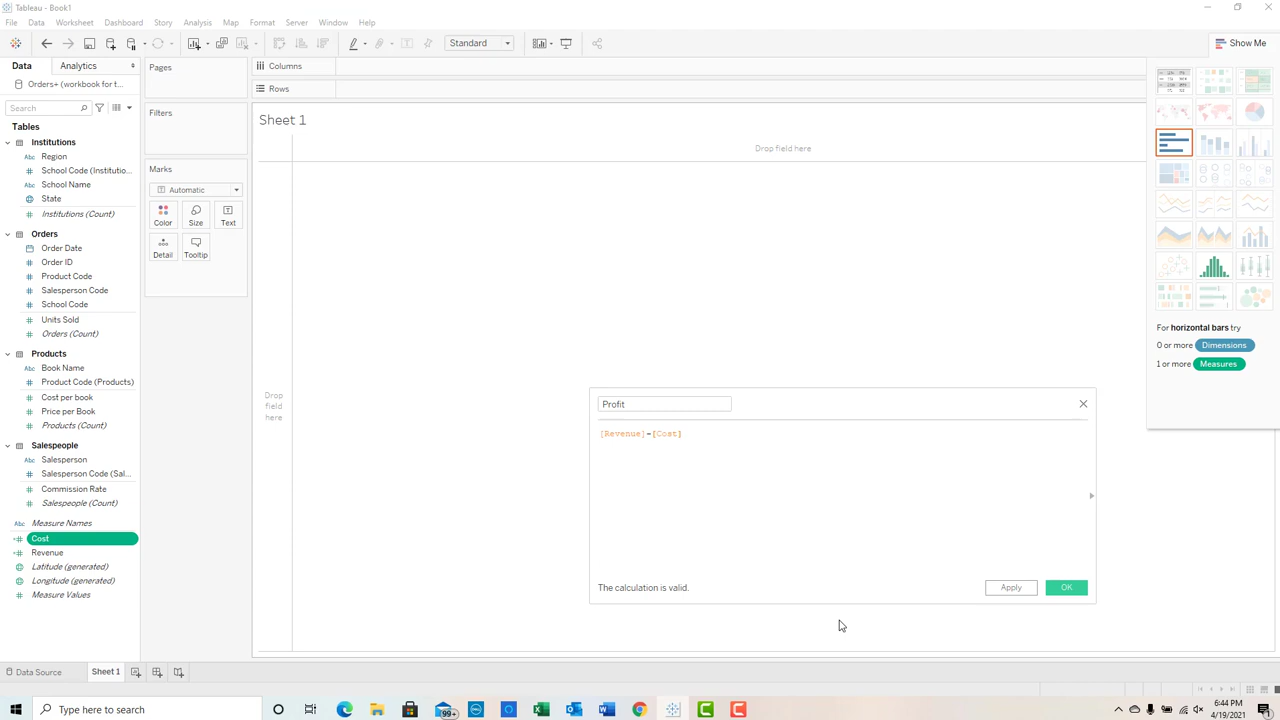 Tableau - Book1
File Data Worksheet Dashboard Story Analysis Map Format Server Window Help
Standard
Show Me
Data Analytics
Orders+ (workbook for t...
Search
Tables
Institutions
Region
School Code (Institutio...
School Name
State
Institutions (Count)
Orders
Order Date
Order ID
Product Code
Salesperson Code
School Code
Units Sold
Orders (Count)
Products
Book Name
Product Code (Products)
Cost per book
Price per Book
Products (Count)
Salespeople
Salesperson
Salesperson Code (Sal...
Commission Rate
Salespeople (Count)
Measure Names
Cost
Revenue
Latitude (generated)
Longitude (generated)
Measure Values
Pages
Filters
Marks
Automatic
Color Size Text
Detail Tooltip
Columns
Rows
Sheet 1
Drop field here
Drop
field
here
Profit
[Revenue]-[Cost]
The calculation is valid.
Apply OK
For horizontal bars try
0 or more Dimensions
1 or more Measures
Data Source Sheet 1
Type here to search
6:44 PM
4/19/2021